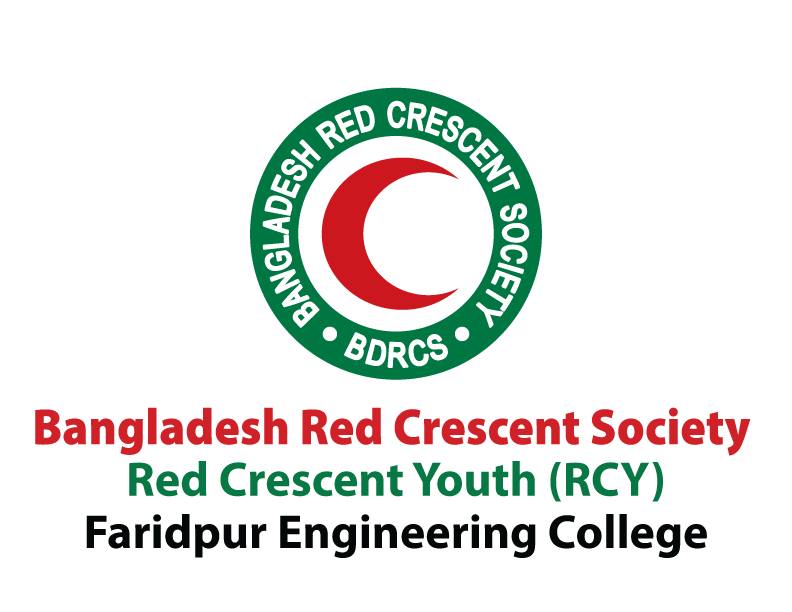 BANGLADESH RED CRESCENT SOCIETY
• BDRCS •
Bangladesh Red Crescent Society
Red Crescent Youth (RCY)
Faridpur Engineering College